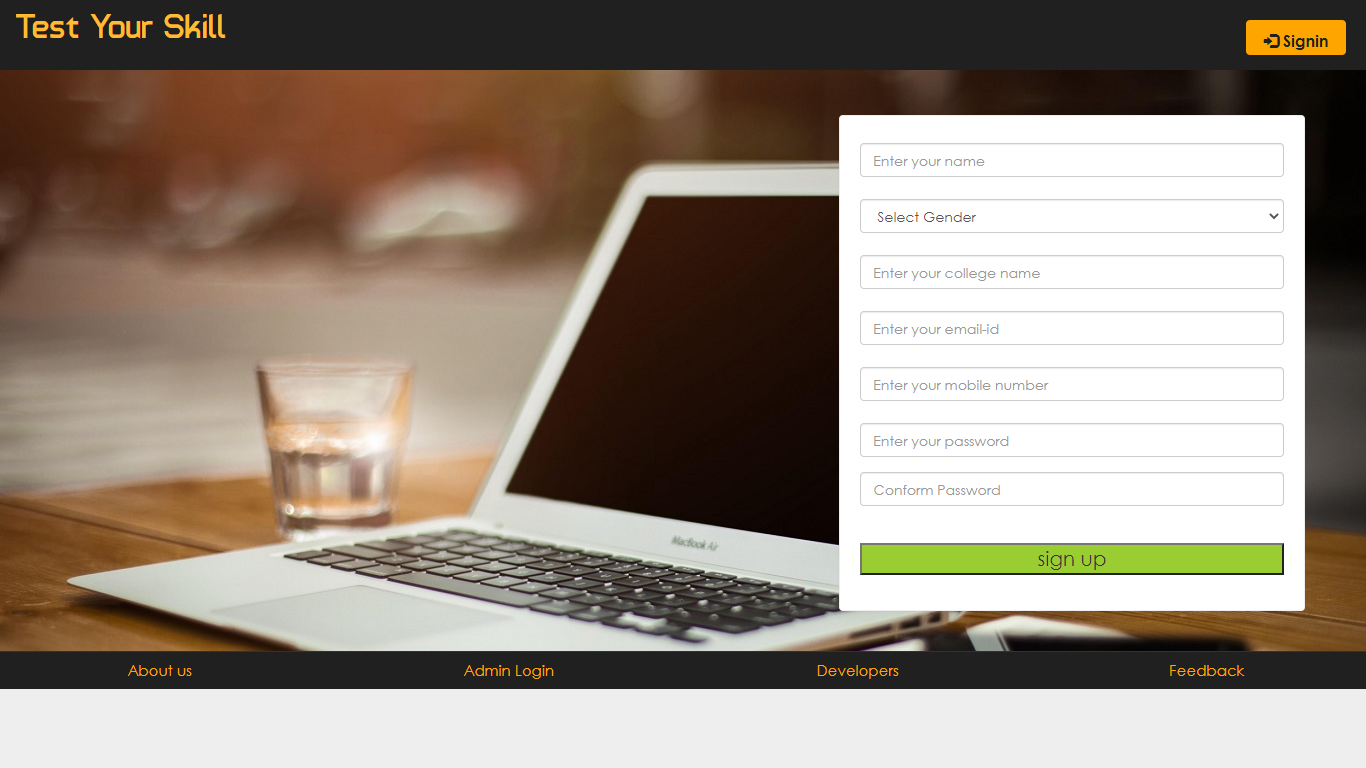 Test Your Skill
Signin
Enter your name
Select Gender
Enter your college name
Enter your email-id
Enter your mobile number
Enter your password
Conform Password
sign up
MacBook Air
About us
Admin Login
Developers
Feedback